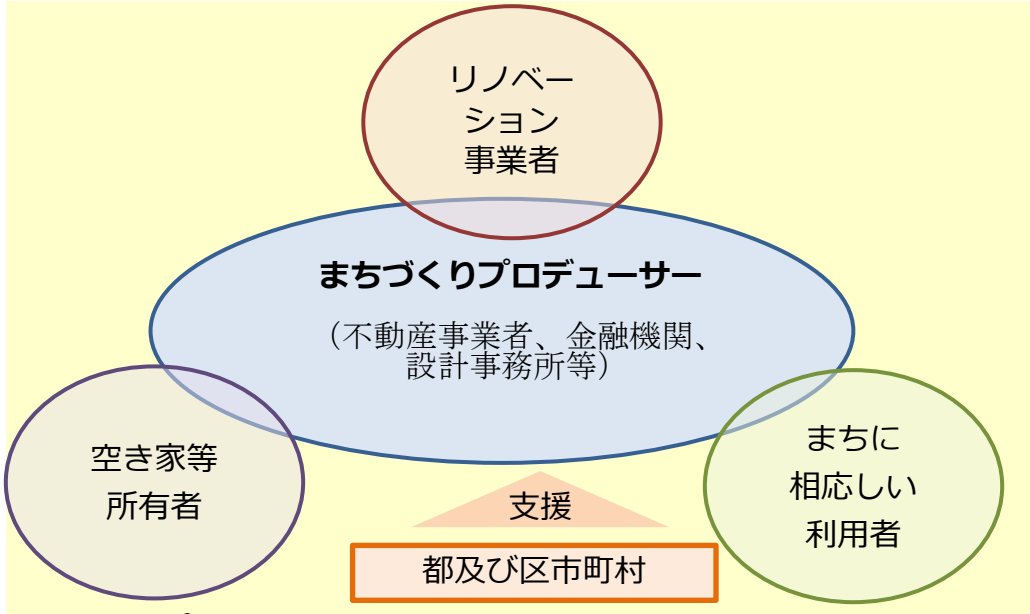 リノベー
ション
事業者
まちづくりプロデューサー
（不動産事業者、金融機関、
設計事務所等）
空き家等
所有者
まちに
相応しい
利用者
支援
都及び区市町村